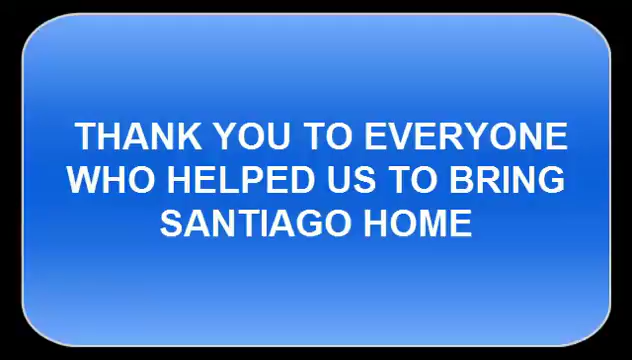 THANK YOU TO EVERYONE
WHO HELPED US TO BRING
SANTIAGO HOME